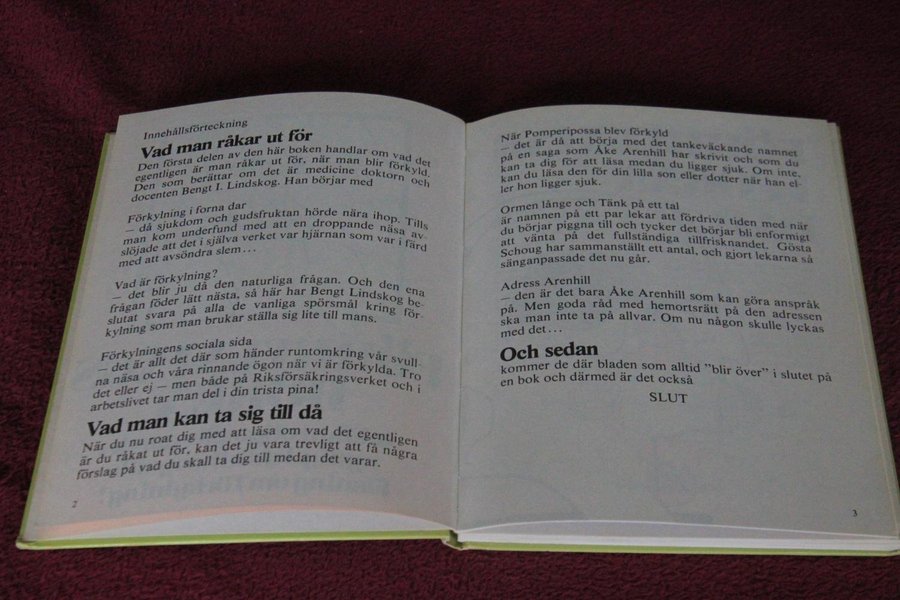 Innehållsförteckning
Vad man råkar ut för
Den första delen av den här boken handlar om vad det
egentligen är man råkar ut för, när man blir förkyld.
Den som berättar om det är medicine doktorn och
docenten Bengt I. Lindskog. Han börjar med
Förkylning i forna dar
– då sjukdom och gudsfruktan hörde nära ihop. Tills
man kom underfund med att en droppande näsa av-
slöjade att det i själva verket var hjärnan som var i färd
med att avsöndra slem...
Vad är förkylning?
– det blir ju då den naturliga frågan. Och den ena
frågan föder lätt nästa, så här har Bengt Lindskog be-
slutat svara på alla de vanliga spörsmål kring för-
kylning som man brukar ställa sig lite till mans.
Förkylningens sociala sida
– det är allt det där som händer runtomkring vår svull-
na näsa och våra rinnande ögon när vi är förkylda. Tro
det eller ej — men både på Riksförsäkringsverket och i
arbetslivet tar man del i din trista pina!
Vad man kan ta sig till då
När du nu roat dig med att läsa om vad det egentligen
är du råkat ut för, kan det ju vara trevligt att få några
förslag på vad du skall ta dig till medan det varar.
2
När Pomperipossa blev förkyld
– det är då att börja med det tankeväckande namnet
på en saga som Åke Arenhill har skrivit och som du
kan ta dig för att läsa medan du ligger sjuk. Om inte,
kan du läsa den för din lilla son eller dotter när han el-
ler hon ligger sjuk.
Ormen långe och Tänk på ett tal
är namnen på ett par lekar att fördriva tiden med när
du börjar piggna till och tycker det börjar bli enformigt
att vänta på det fullständiga tillfrisknandet. Gösta
Schoug har sammanställt ett antal, och gjort lekarna så
sänganpassade det nu går.
Adress Arenhill
– den är det bara Åke Arenhill som kan göra anspråk
på. Men goda råd med hemortsrätt på den adressen
ska man inte ta på allvar. Om nu någon skulle lyckas
med det...
Och sedan
kommer de där bladen som alltid "blir över" i slutet på
en bok och därmed är det också
SLUT
3